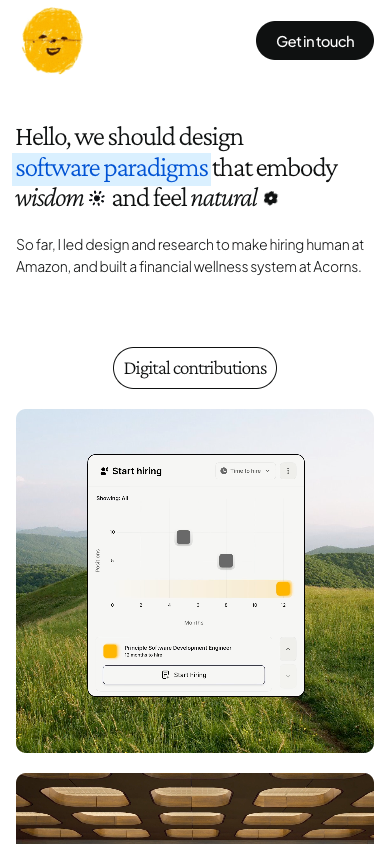 Get in touch
Hello, we should design
software paradigms that embody
wisdom and feel natural
So far, I led design and research to make hiring human at
Amazon, and built a financial wellness system at Acorns.
Digital contributions
Start hiring
Time to hire
Showing: All
10
5
Positions
0 2 4 6 8 10 12
Months
Principle Software Development Engineer
12 months to hire
Start hiring